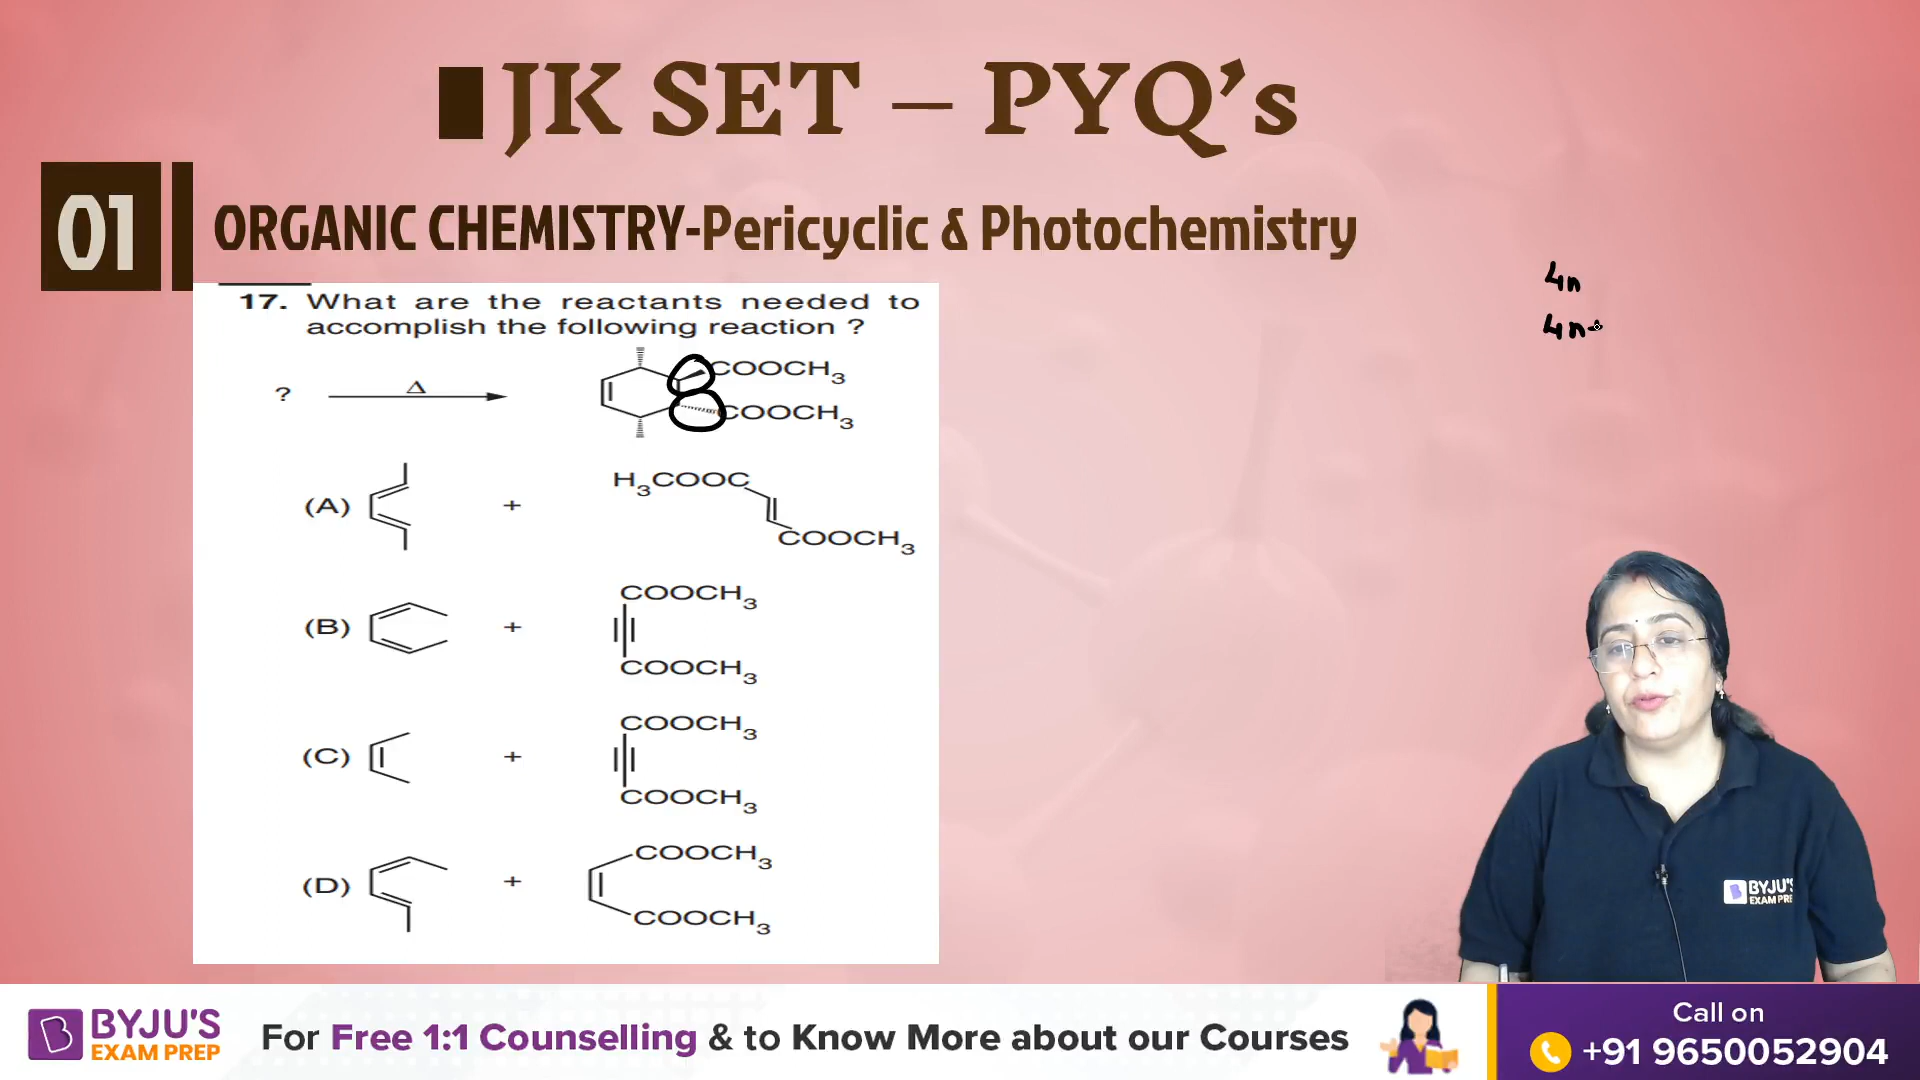 JK SET – PYQ's
01
ORGANIC CHEMISTRY-Pericyclic & Photochemistry
4n
4n+
17. What are the reactants needed to
accomplish the following reaction ?
COOCH3
? Δ
COOCH3
H3COOC
(A) +
COOCH3
COOCH3
(B) +
COOCH3
COOCH3
(C) +
COOCH3
COOCH3
(D) +
COOCH3
BYJU'S
EXAM PREP
BYJU'S
EXAM PREP
For Free 1:1 Counselling & to Know More about our Courses
Call on
+91 9650052904